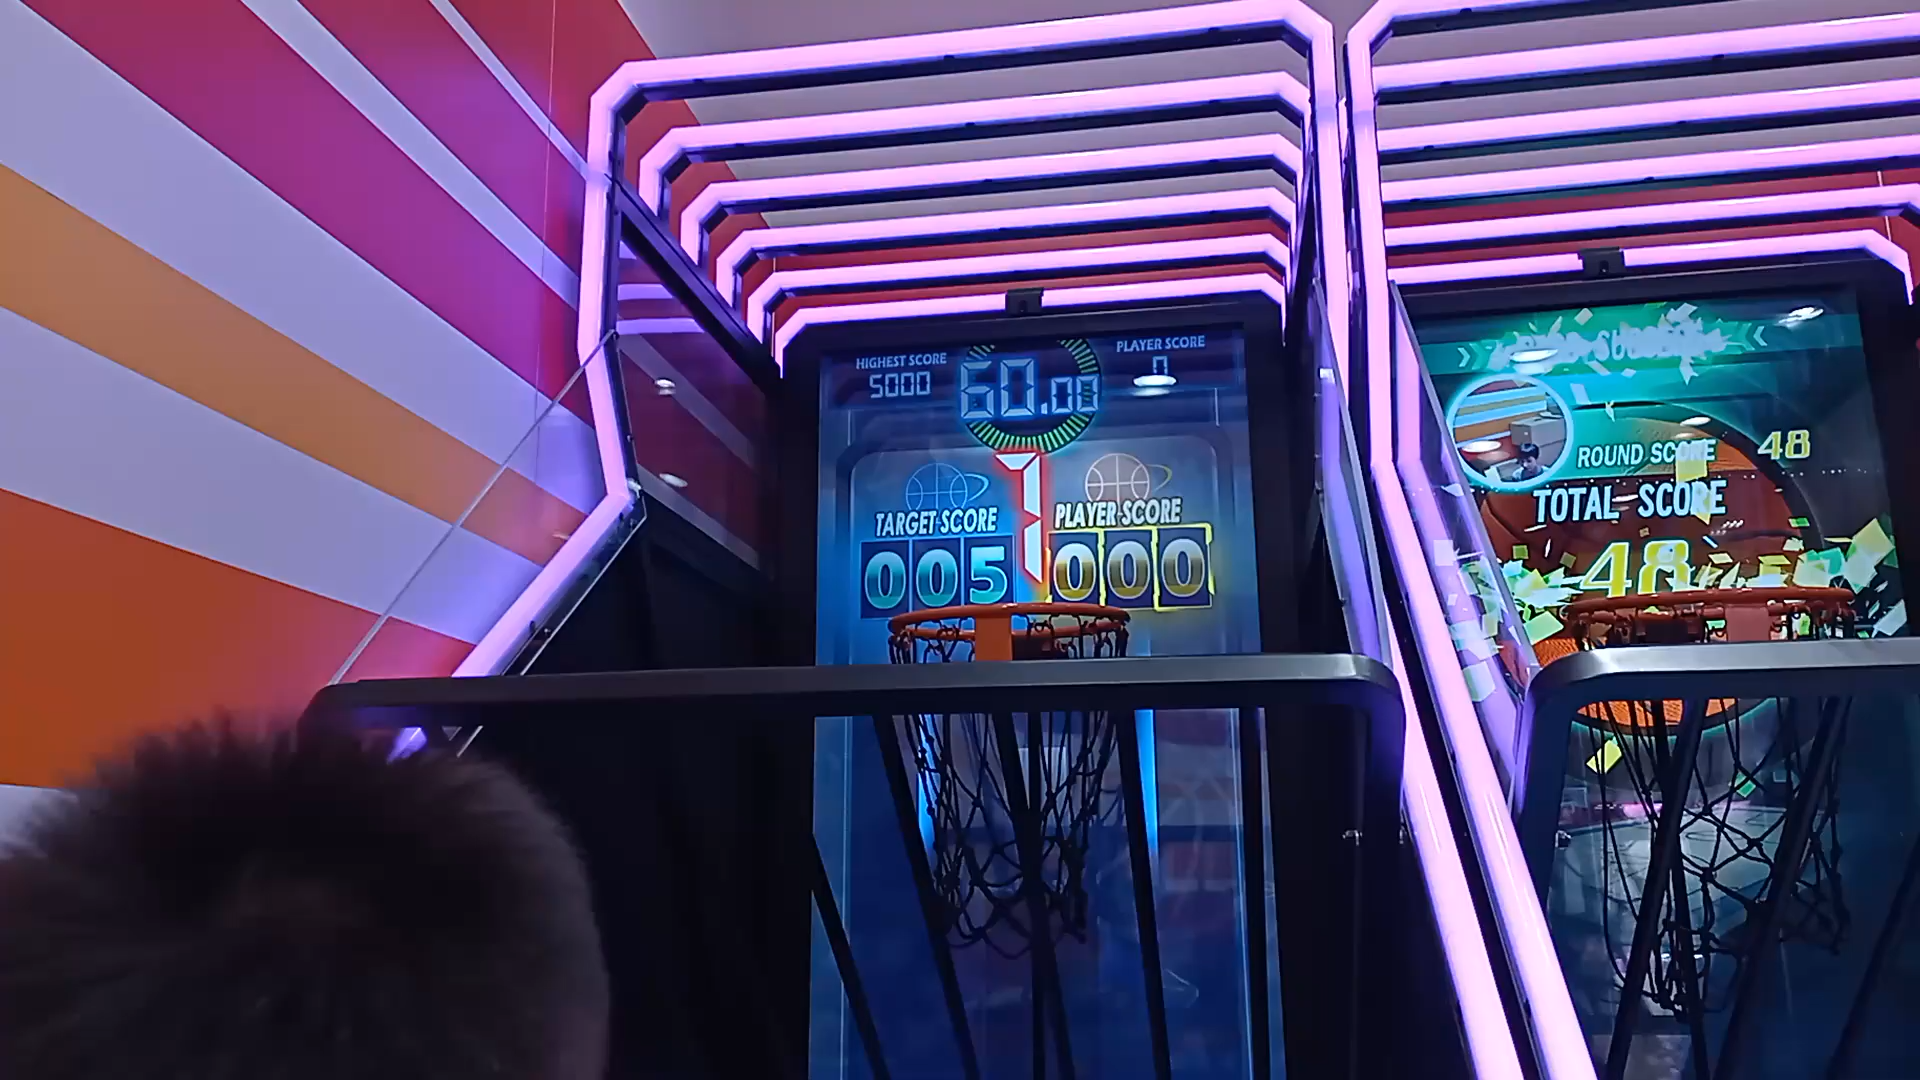 HIGHEST SCORE
5000
60.00
PLAYER SCORE
0
TARGET SCORE
005
PLAYER SCORE
000
ROUND SCORE 48
TOTAL SCORE
48